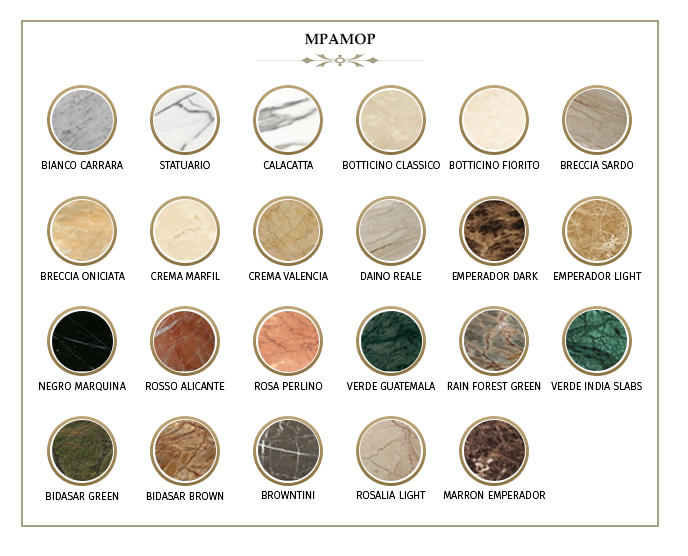 МРАМОР
BIANCO CARRARA
STATUARIO
CALACATTA
BOTTICINO CLASSICO
BOTTICINO FIORITO
BRECCIA SARDO
BRECCIA ONICIATA
CREMA MARFIL
CREMA VALENCIA
DAINO REALE
EMPERADOR DARK
EMPERADOR LIGHT
NEGRO MARQUINA
ROSSO ALICANTE
ROSA PERLINO
VERDE GUATEMALA
RAIN FOREST GREEN
VERDE INDIA SLABS
BIDASAR GREEN
BIDASAR BROWN
BROWNTINI
ROSALIA LIGHT
MARRON EMPERADOR